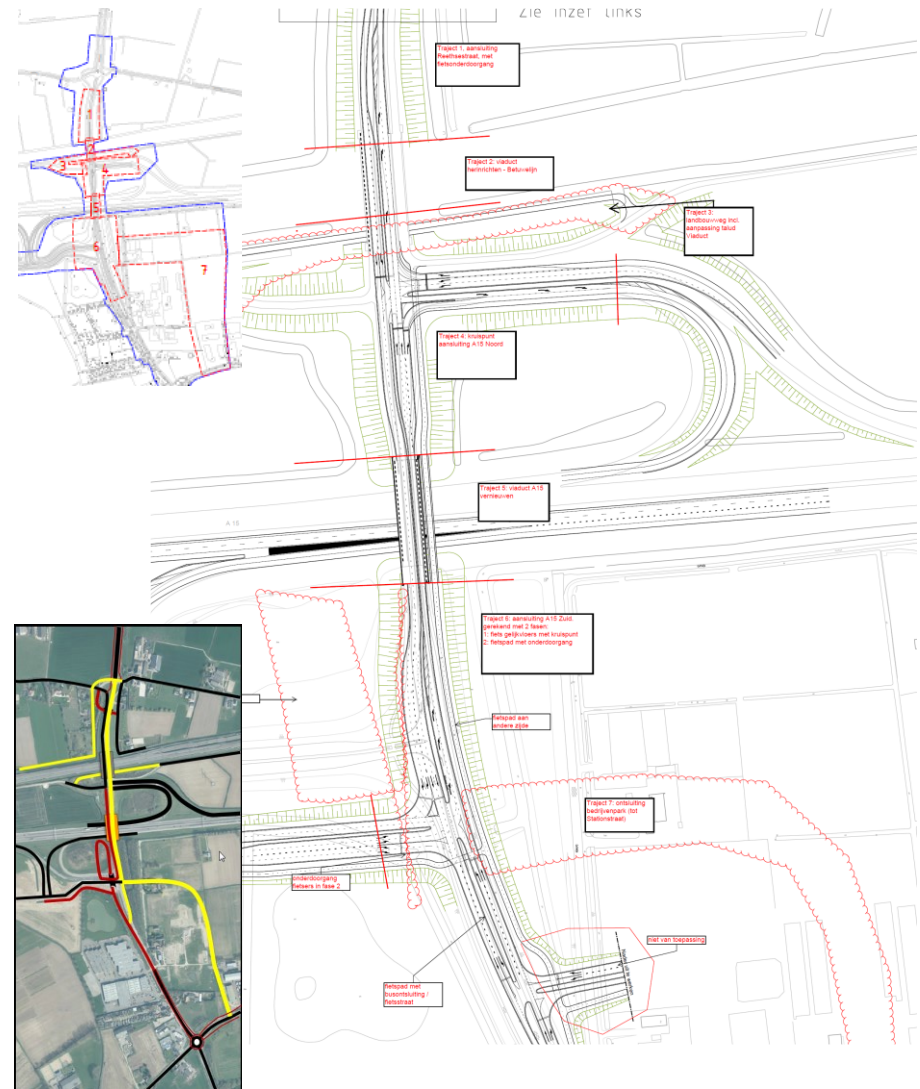 Zie inzet links
Traject 1. aansluiting
Reethsestraat, met
fietsonderdoorgang
1
2
3
4
5
6
7
Traject 2: viaduct
herinrichten - Betuwelijn
Traject 3:
landbouwweg incl.
aanpassing talud
Viaduct
Traject 4: kruispunt
aansluiting A15 Noord
Traject 5: viaduct A15
vernieuwen
A 15
Traject 6: aansluiting A15 Zuid
gerekend met 2 fasen:
1: fiets gelijkvloers met kruispunt
2: fietspad met onderdoorgang
fietspad aan
andere zijde
Traject 7: ontsluiting
bedrijvenpark (tot
Stationstraat)
onderdoorgang
fietsers in fase 2
niet van toepassing
fietspad met
busontsluiting /
fietsstraat